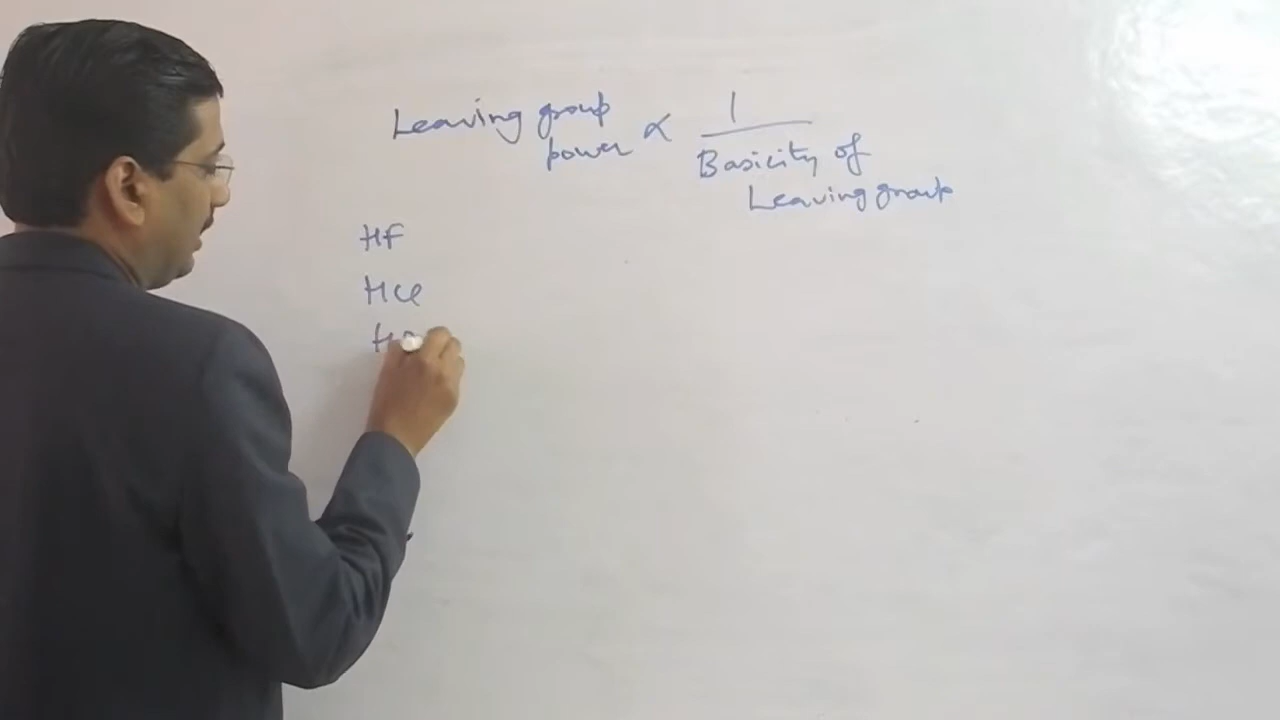 Leaving group power ∝ 1
Basicity of
Leaving group
HF
HCl
H